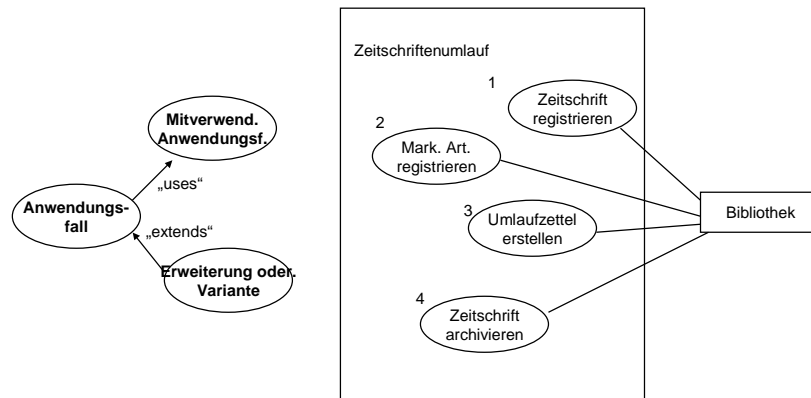 Mitverwend.
Anwendungsf.
„uses“
Anwendungs-
fall
„extends“
Erweiterung oder.
Variante
Zeitschriftenumlauf
1
Zeitschrift
registrieren
2
Mark. Art.
registrieren
3
Umlaufzettel
erstellen
4
Zeitschrift
archivieren
Bibliothek